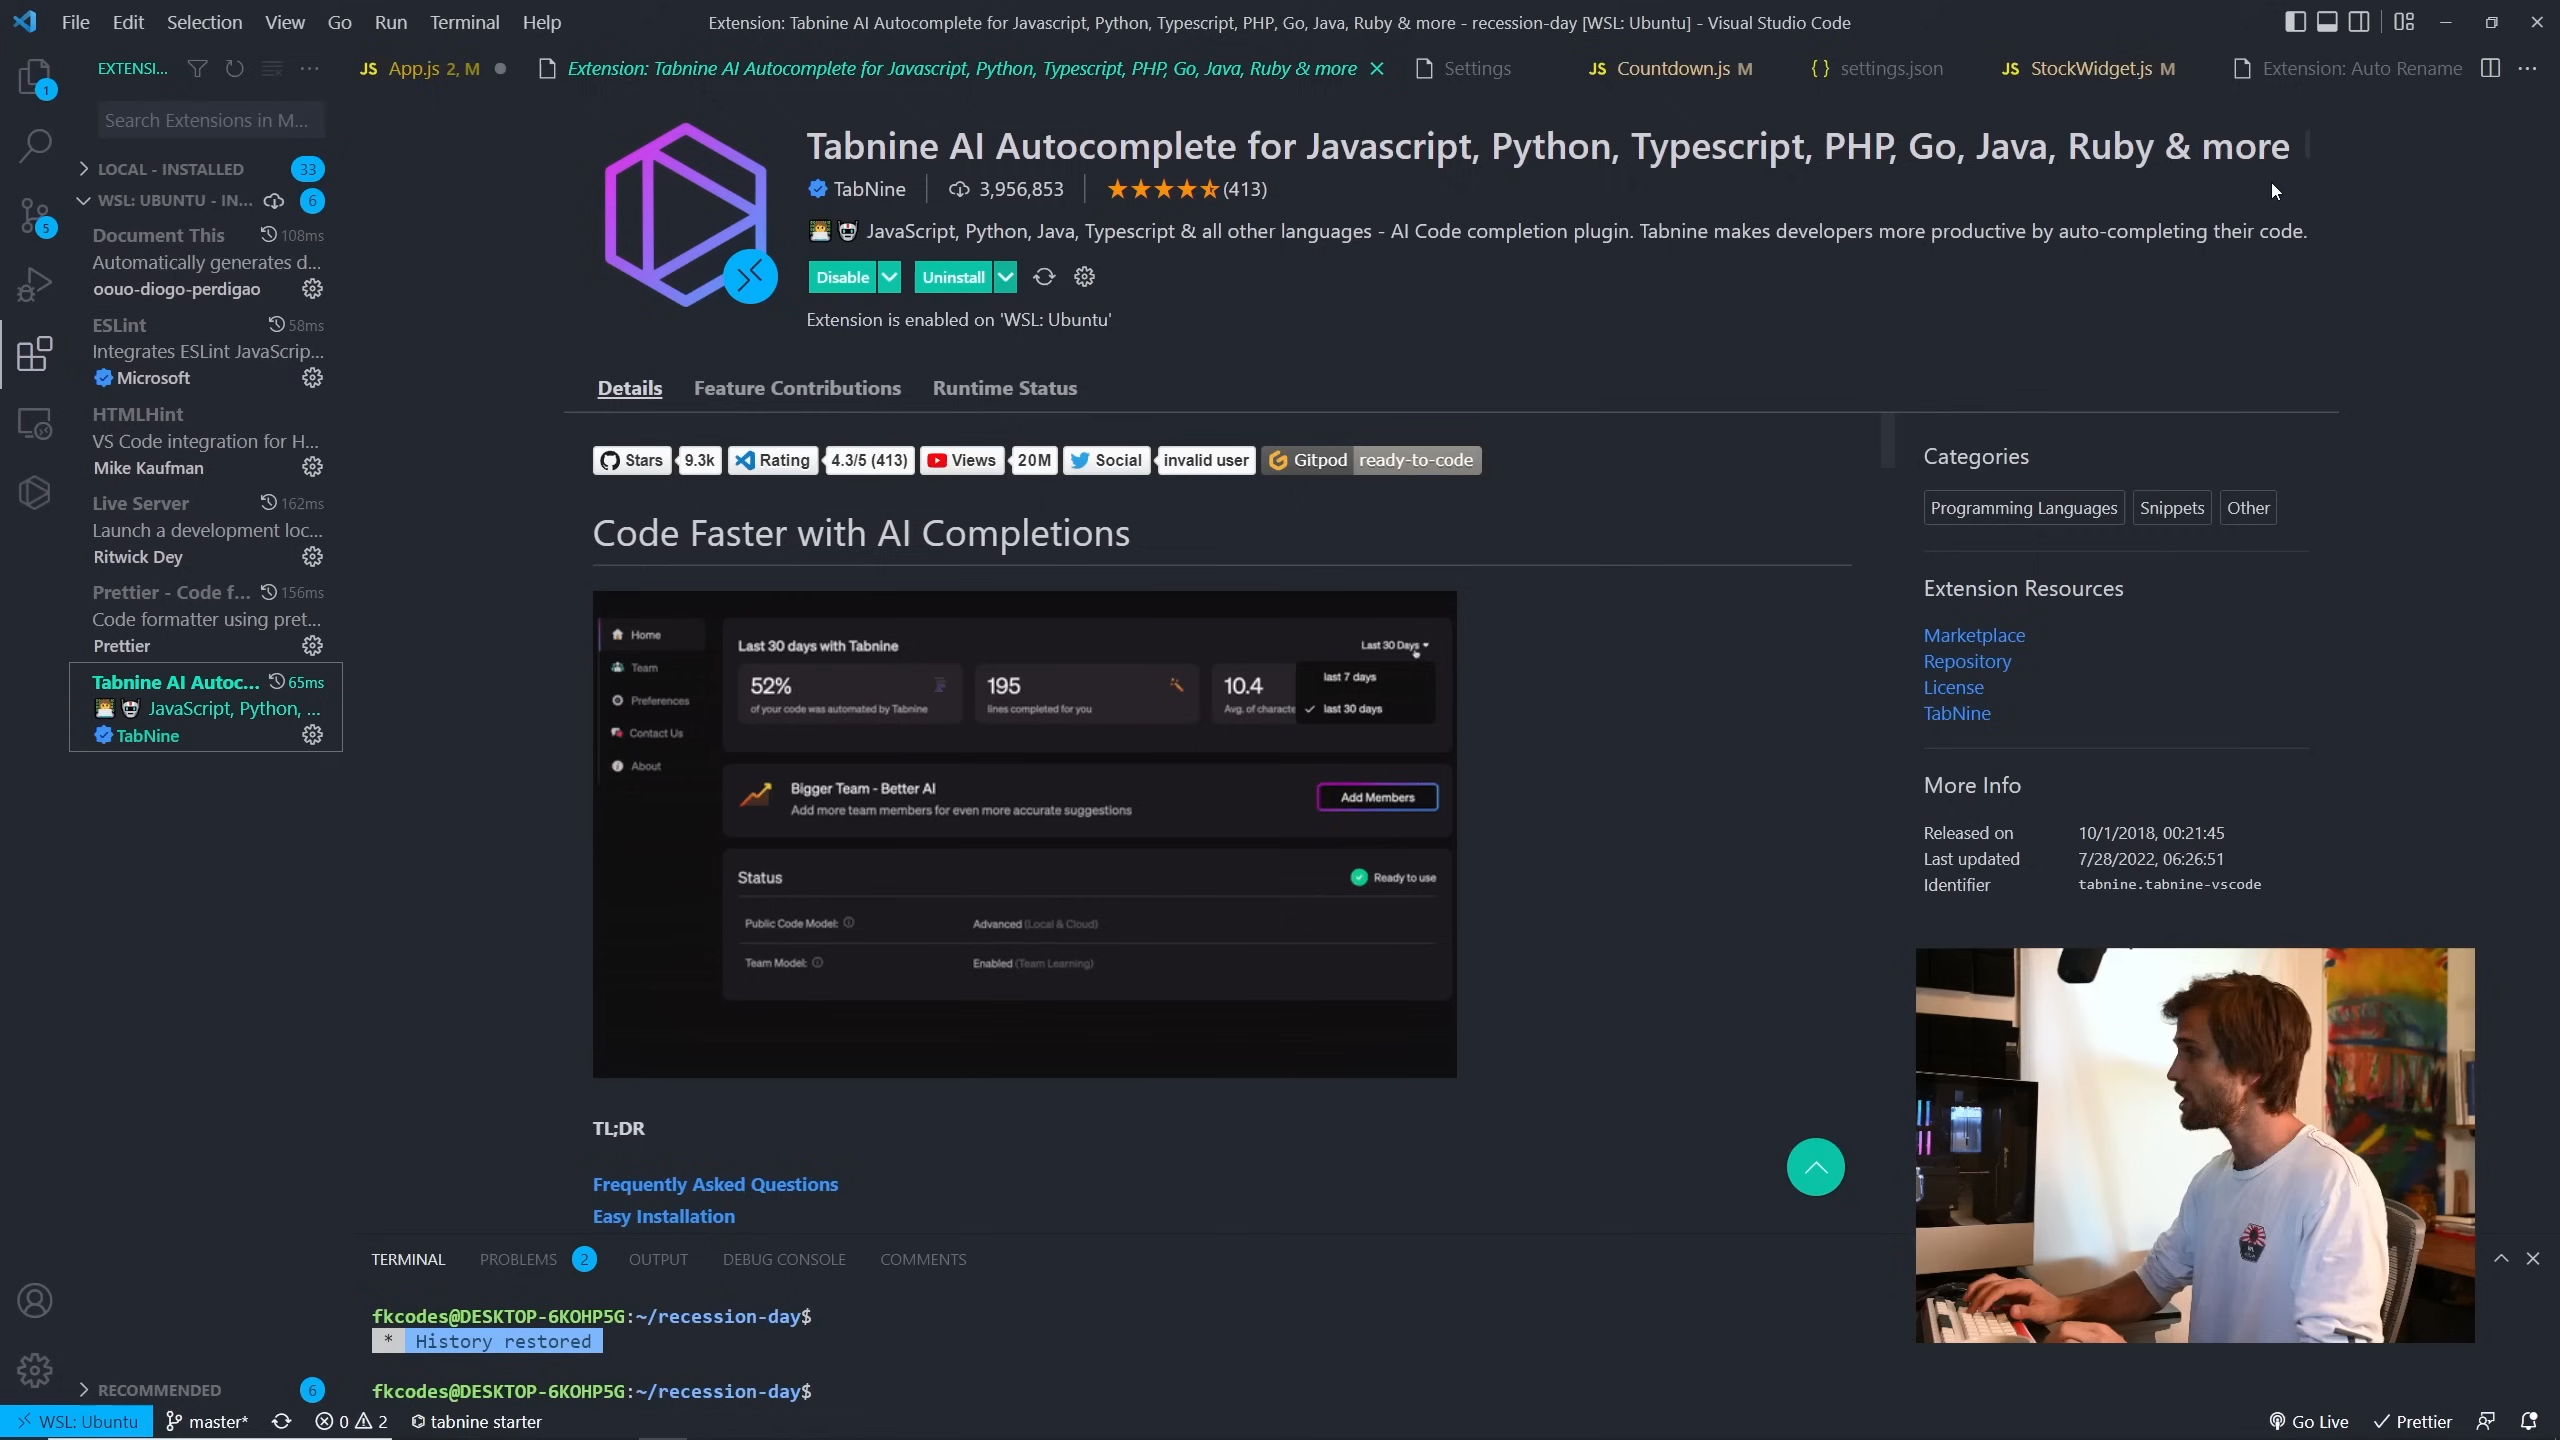 File Edit Selection View Go Run Terminal Help
Extension: Tabnine AI Autocomplete for Javascript, Python, Typescript, PHP, Go, Java, Ruby & more - recession-day [WSL: Ubuntu] - Visual Studio Code
EXTENSI...
JS App.js 2, M
Extension: Tabnine AI Autocomplete for Javascript, Python, Typescript, PHP, Go, Java, Ruby & more
Settings
JS Countdown.js M
{ } settings.json
JS StockWidget.js M
Extension: Auto Rename
1
5
Search Extensions in M...
LOCAL - INSTALLED 33
WSL: UBUNTU - IN... 6
Document This 108ms
Automatically generates d...
oouo-diogo-perdigao
ESLint 58ms
Integrates ESLint JavaScrip...
Microsoft
HTMLHint
VS Code integration for H...
Mike Kaufman
Live Server 162ms
Launch a development loc...
Ritwick Dey
Prettier - Code f... 156ms
Code formatter using pret...
Prettier
Tabnine AI Autoc... 65ms
JavaScript, Python, ...
TabNine
RECOMMENDED 6
Tabnine AI Autocomplete for Javascript, Python, Typescript, PHP, Go, Java, Ruby & more
TabNine 3,956,853 (413)
JavaScript, Python, Java, Typescript & all other languages - AI Code completion plugin. Tabnine makes developers more productive by auto-completing their code.
Disable Uninstall
Extension is enabled on 'WSL: Ubuntu'
Details Feature Contributions Runtime Status
Stars 9.3k Rating 4.3/5 (413) Views 20M Social invalid user Gitpod ready-to-code
Code Faster with AI Completions
Home
Team
Preferences
Contact Us
About
Last 30 days with Tabnine
Last 30 Days
52%
of your code was automated by Tabnine
195
lines completed for you
10.4
Avg. of characte
last 7 days
last 30 days
Bigger Team - Better AI
Add more team members for even more accurate suggestions
Add Members
Status
Ready to use
Public Code Model: Advanced (Local & Cloud)
Team Model: Enabled (Team Learning)
TL;DR
Frequently Asked Questions
Easy Installation
Categories
Programming Languages Snippets Other
Extension Resources
Marketplace
Repository
License
TabNine
More Info
Released on 10/1/2018, 00:21:45
Last updated 7/28/2022, 06:26:51
Identifier tabnine.tabnine-vscode
TERMINAL PROBLEMS 2 OUTPUT DEBUG CONSOLE COMMENTS
fkcodes@DESKTOP-6KOHP5G:~/recession-day$
* History restored
fkcodes@DESKTOP-6KOHP5G:~/recession-day$
WSL: Ubuntu master* 0 2 tabnine starter
Go Live Prettier